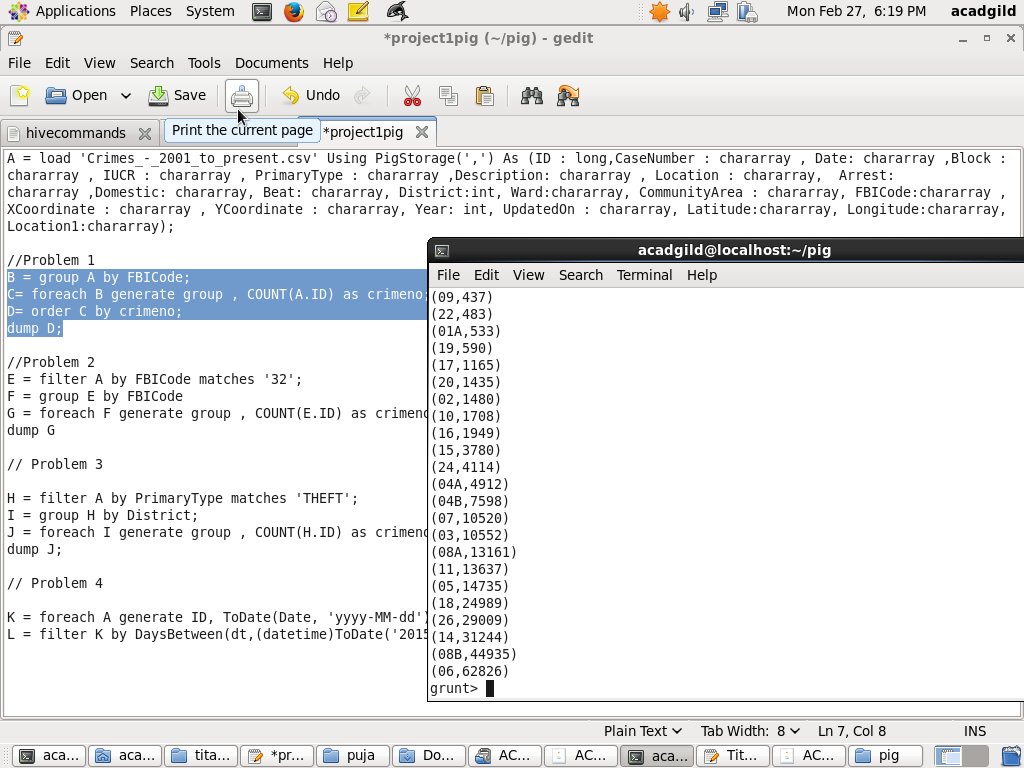 Applications Places System Mon Feb 27, 6:19 PM acadgild
*project1pig (~/pig) - gedit
File Edit View Search Tools Documents Help
Open Save Undo
Print the current page
hivecommands *project1pig
A = load 'Crimes_-_2001_to_present.csv' Using PigStorage(',') As (ID : long,CaseNumber : chararray , Date: chararray ,Block :
chararray , IUCR : chararray , PrimaryType : chararray ,Description: chararray , Location : chararray,  Arrest:
chararray ,Domestic: chararray, Beat: chararray, District:int, Ward:chararray, CommunityArea : chararray, FBICode:chararray ,
XCoordinate : chararray , YCoordinate : chararray, Year: int, UpdatedOn : chararray, Latitude:chararray, Longitude:chararray,
Location1:chararray);
//Problem 1
B = group A by FBICode;
C= foreach B generate group , COUNT(A.ID) as crimeno;
D= order C by crimeno;
dump D;
//Problem 2
E = filter A by FBICode matches '32';
F = group E by FBICode
G = foreach F generate group , COUNT(E.ID) as crimeno
dump G
// Problem 3
H = filter A by PrimaryType matches 'THEFT';
I = group H by District;
J = foreach I generate group , COUNT(H.ID) as crimeno
dump J;
// Problem 4
K = foreach A generate ID, ToDate(Date, 'yyyy-MM-dd')
L = filter K by DaysBetween(dt,(datetime)ToDate('2015
acadgild@localhost:~/pig
File Edit View Search Terminal Help
(09,437)
(22,483)
(01A,533)
(19,590)
(17,1165)
(20,1435)
(02,1480)
(10,1708)
(16,1949)
(15,3780)
(24,4114)
(04A,4912)
(04B,7598)
(07,10520)
(03,10552)
(08A,13161)
(11,13637)
(05,14735)
(18,24989)
(26,29009)
(14,31244)
(08B,44935)
(06,62826)
grunt>
Plain Text Tab Width: 8 Ln 7, Col 8 INS
aca... aca... tita... *pr... puja Do... AC... AC... aca... Tit... AC... pig